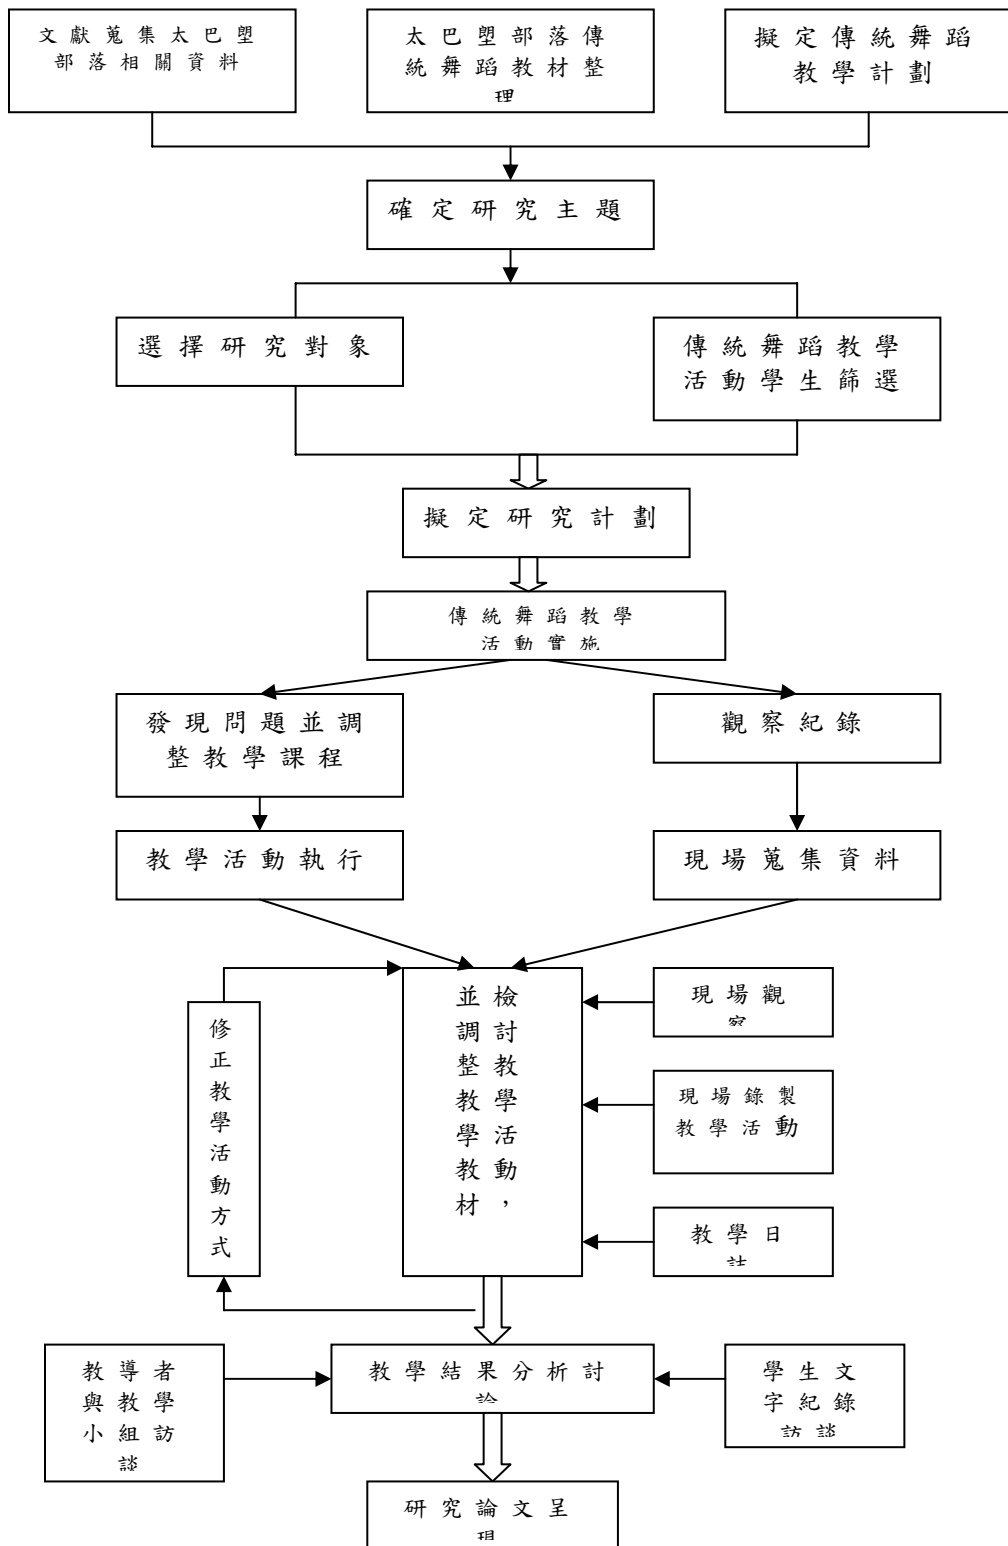 文獻蒐集太巴塱
部落相關資料
太巴塱部落傳
統舞蹈教材整
理
擬定傳統舞蹈
教學計劃
確定研究主題
選擇研究對象
傳統舞蹈教學
活動學生篩選
擬定研究計劃
傳統舞蹈教學
活動實施
發現問題並調
整教學課程
觀察紀錄
教學活動執行
現場蒐集資料
修正教學活動方式
檢討教學活動，
並調整教學教材
現場觀
察
現場錄製
教學活動
教學日
誌
教導者
與教學
小組訪
談
教學結果分析討
論
學生文
字紀錄
訪談
研究論文呈
現